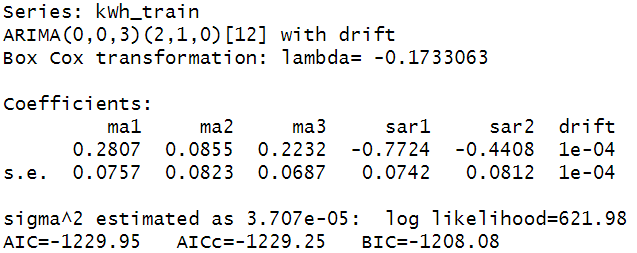 Series: kWh_train
ARIMA(0,0,3)(2,1,0)[12] with drift
Box Cox transformation: lambda= -0.1733063
Coefficients:
ma1 ma2 ma3 sar1 sar2 drift
0.2807 0.0855 0.2232 -0.7724 -0.4408 1e-04
s.e. 0.0757 0.0823 0.0687 0.0742 0.0812 1e-04
sigma^2 estimated as 3.707e-05: log likelihood=621.98
AIC=-1229.95 AICc=-1229.25 BIC=-1208.08